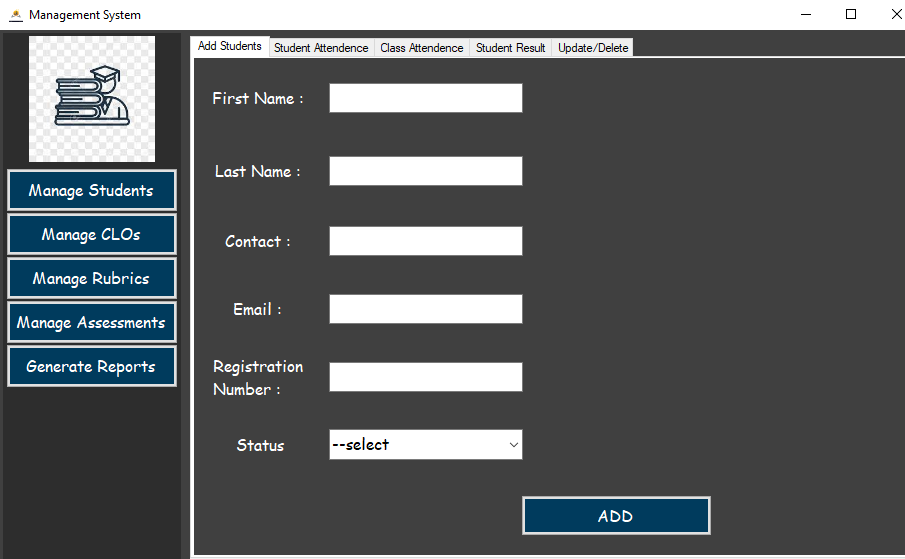 Management System
Manage Students
Manage CLOs
Manage Rubrics
Manage Assessments
Generate Reports
Add Students
Student Attendence
Class Attendence
Student Result
Update/Delete
First Name :
Last Name :
Contact :
Email :
Registration
Number :
Status
--select
ADD